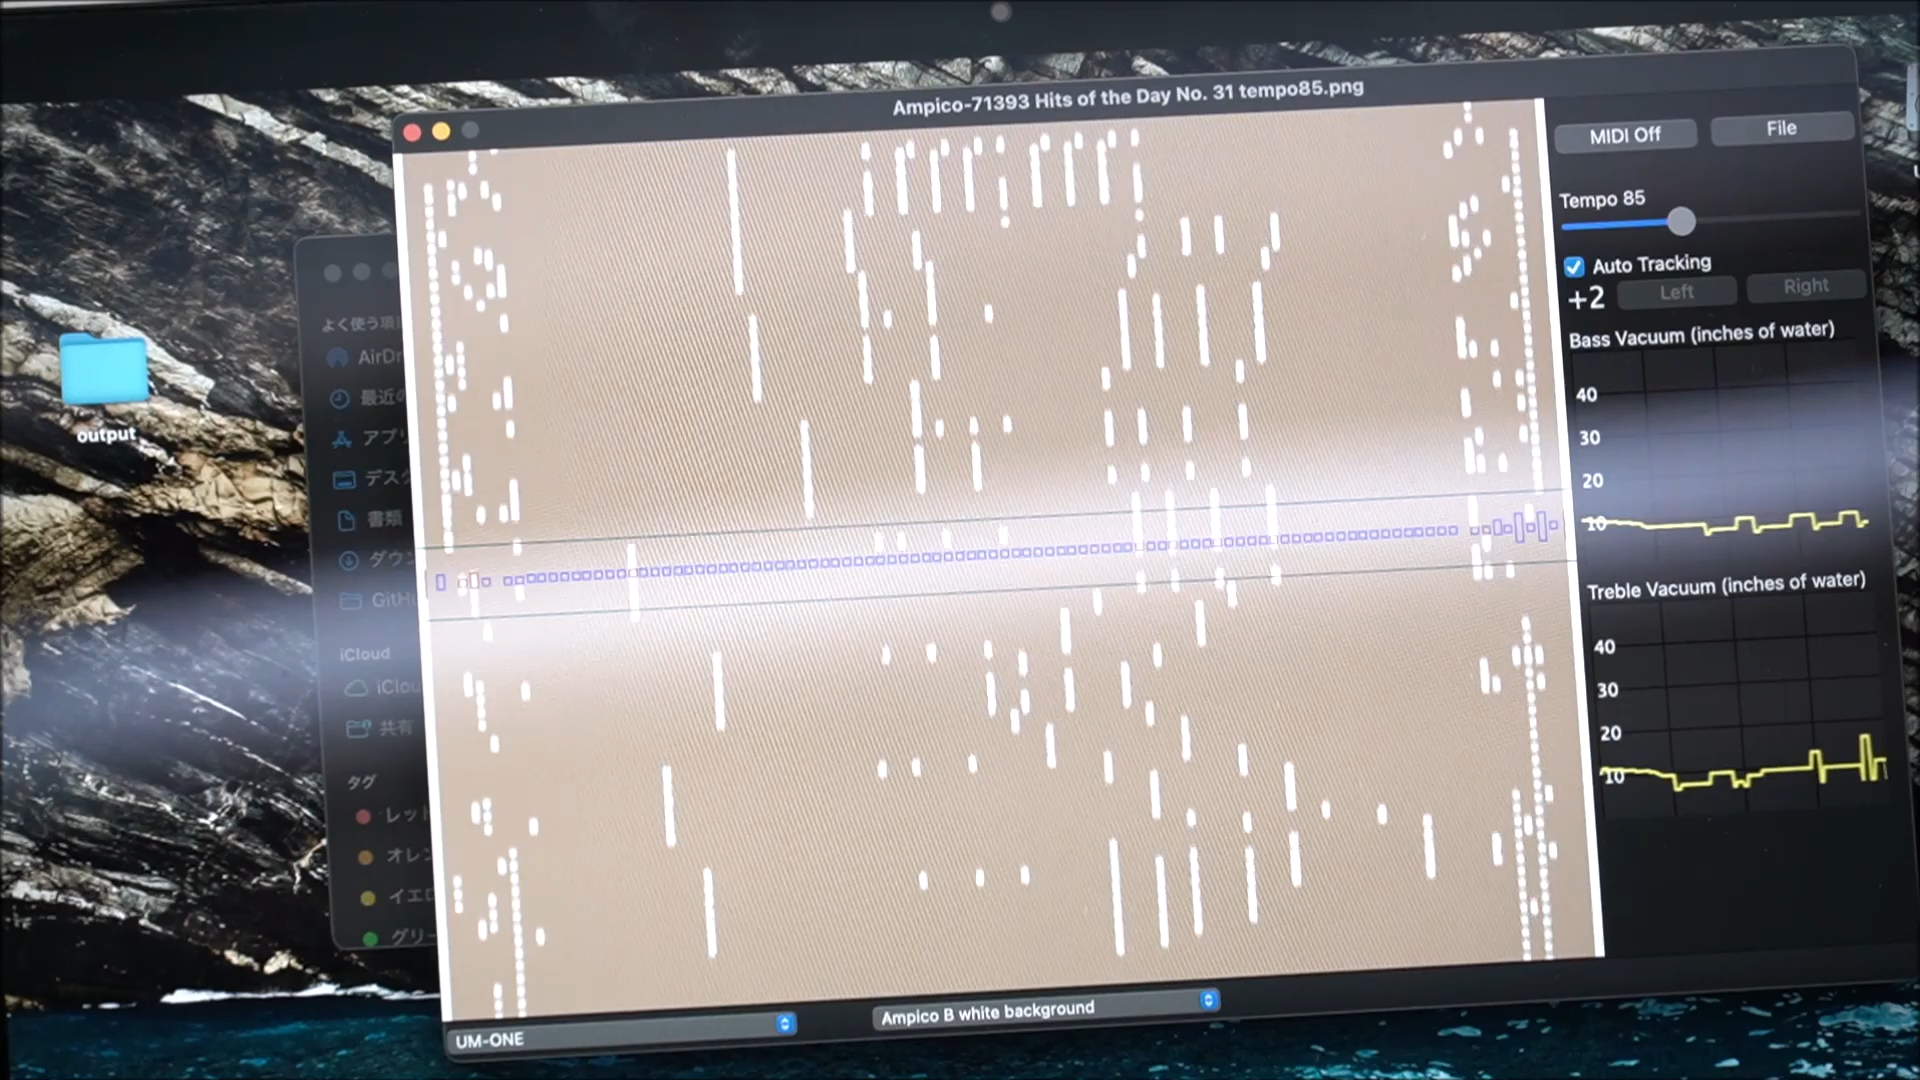 Ampico-71393 Hits of the Day No. 31 tempo85.png
MIDI Off
File
Tempo 85
Auto Tracking
+2
Left
Right
Bass Vacuum (inches of water)
40
30
20
10
Treble Vacuum (inches of water)
40
30
20
10
output
よく使う項
AirDr
最近の
アプリ
デスク
書類
ダウン
GitH
iCloud
iClou
共有
タグ
レッド
オレン
イエロ
グリー
UM-ONE
Ampico B white background